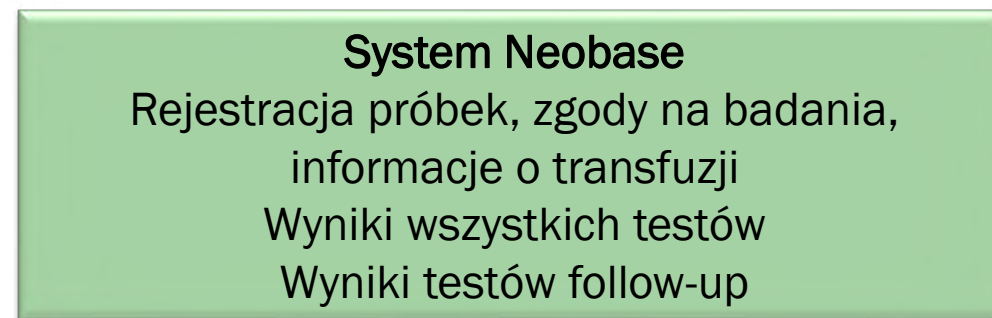 System Neobase
Rejestracja próbek, zgody na badania,
informacje o transfuzji
Wyniki wszystkich testów
Wyniki testów follow-up